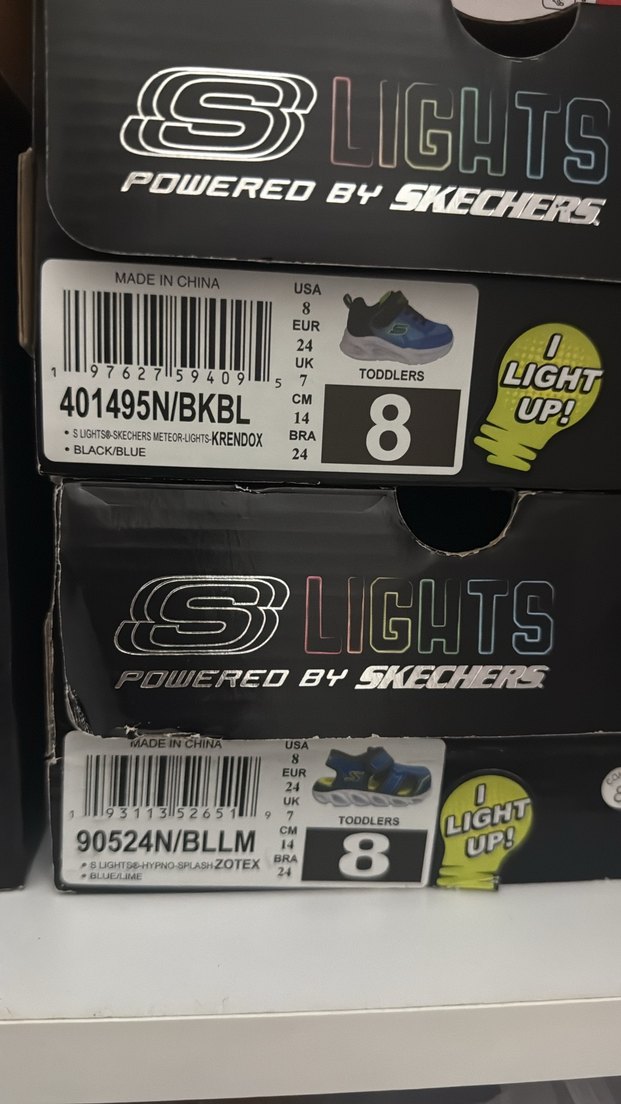 S LIGHTS
POWERED BY SKECHERS
MADE IN CHINA
1 97627 59409 5
401495N/BKBL
• S LIGHTS®-SKECHERS METEOR-LIGHTS-KRENDOX
• BLACK/BLUE
USA
8
EUR
24
UK
7
CM
14
BRA
24
TODDLERS
8
I
LIGHT
UP!
S LIGHTS
POWERED BY SKECHERS
MADE IN CHINA
1 93113 52651 9
90524N/BLLM
• S LIGHTS®-HYPNO-SPLASH-ZOTEX
• BLUE/LIME
USA
8
EUR
24
UK
7
CM
14
BRA
24
TODDLERS
8
I
LIGHT
UP!